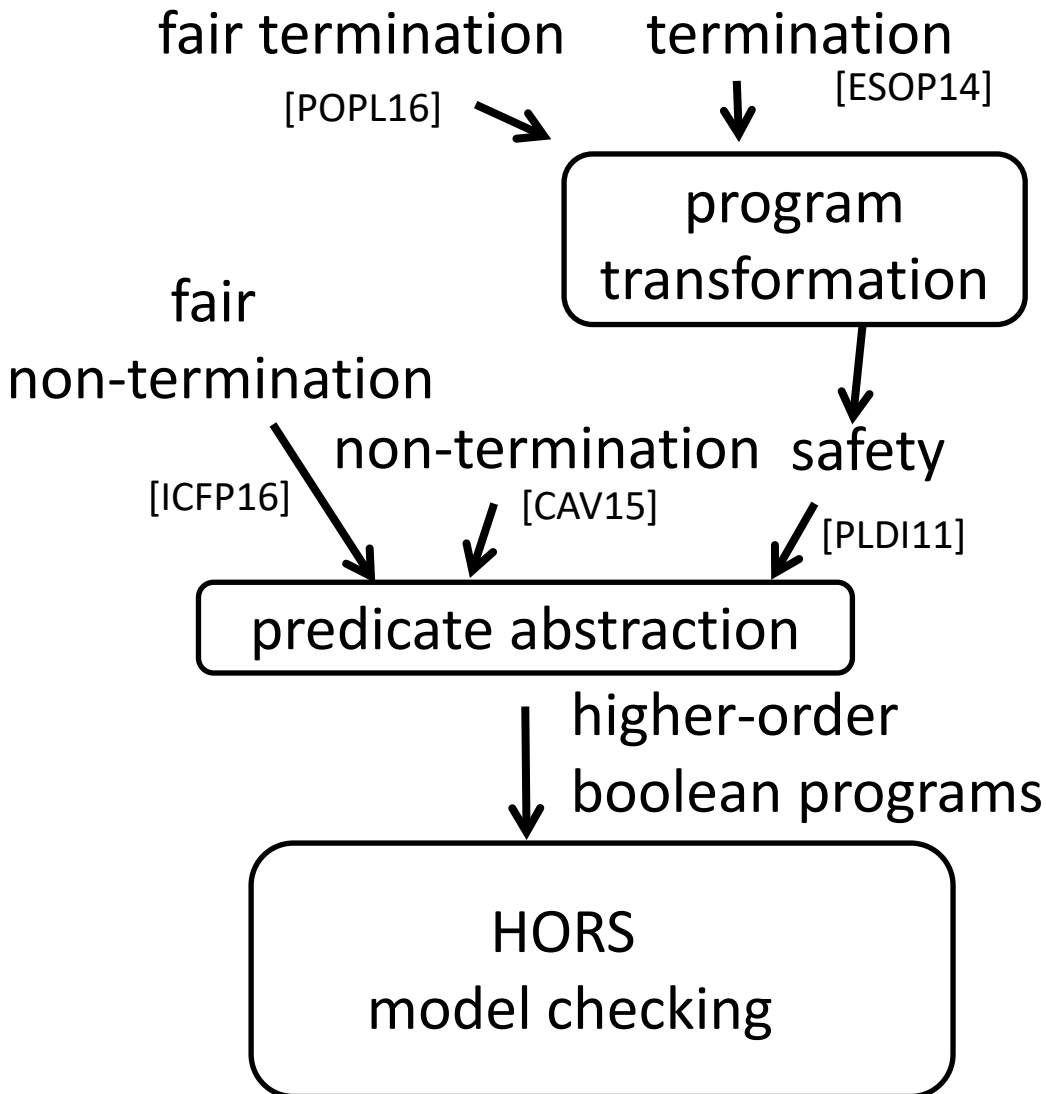 fair termination
termination
[POPL16]
[ESOP14]
program
transformation
fair
non-termination
non-termination
safety
[ICFP16]
[CAV15]
[PLDI11]
predicate abstraction
higher-order
boolean programs
HORS
model checking